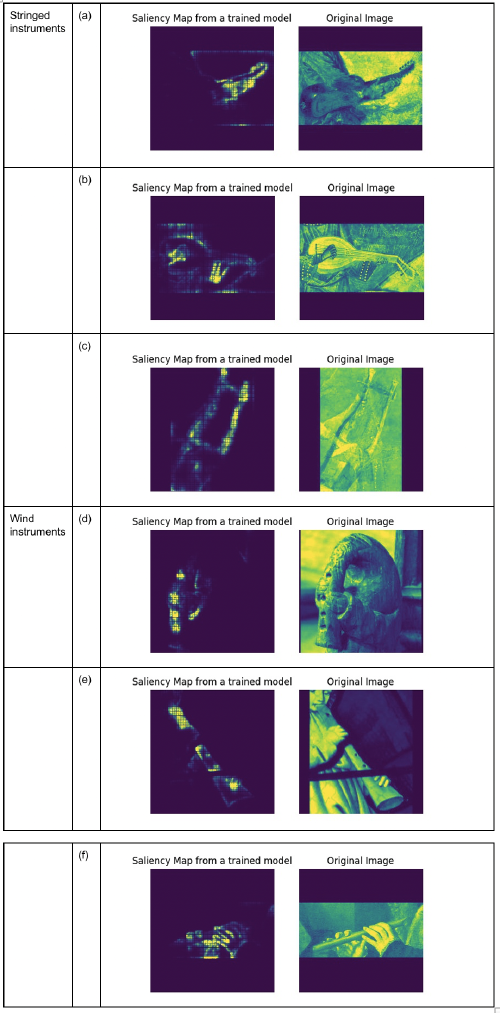 Stringed
instruments
(a)
Saliency Map from a trained model
Original Image
(b)
Saliency Map from a trained model
Original Image
(c)
Saliency Map from a trained model
Original Image
Wind
instruments
(d)
Saliency Map from a trained model
Original Image
(e)
Saliency Map from a trained model
Original Image
(f)
Saliency Map from a trained model
Original Image